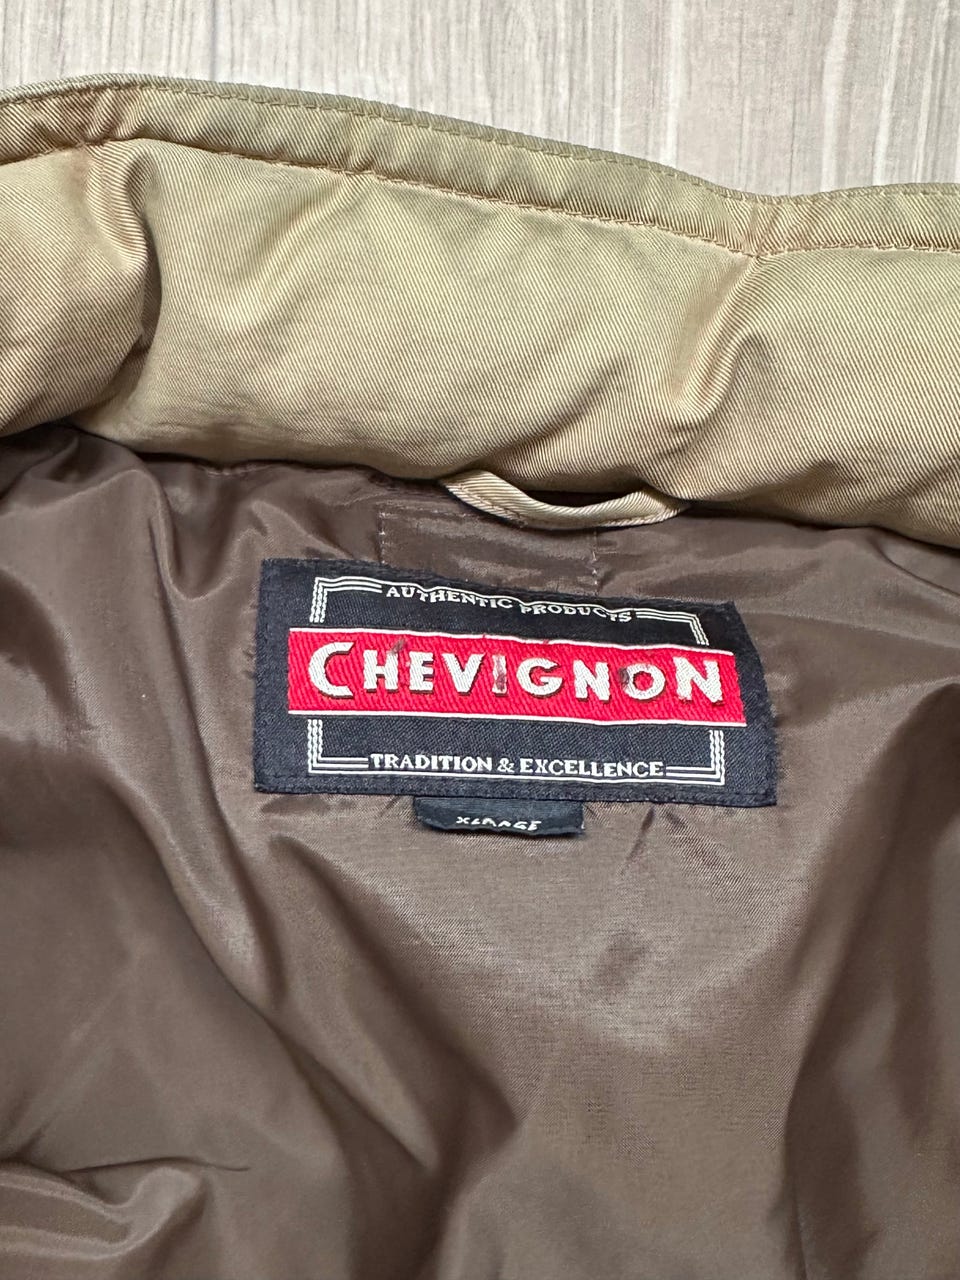 AUTHENTIC PRODUCTS
CHEVIGNON
TRADITION & EXCELLENCE
XLARGE